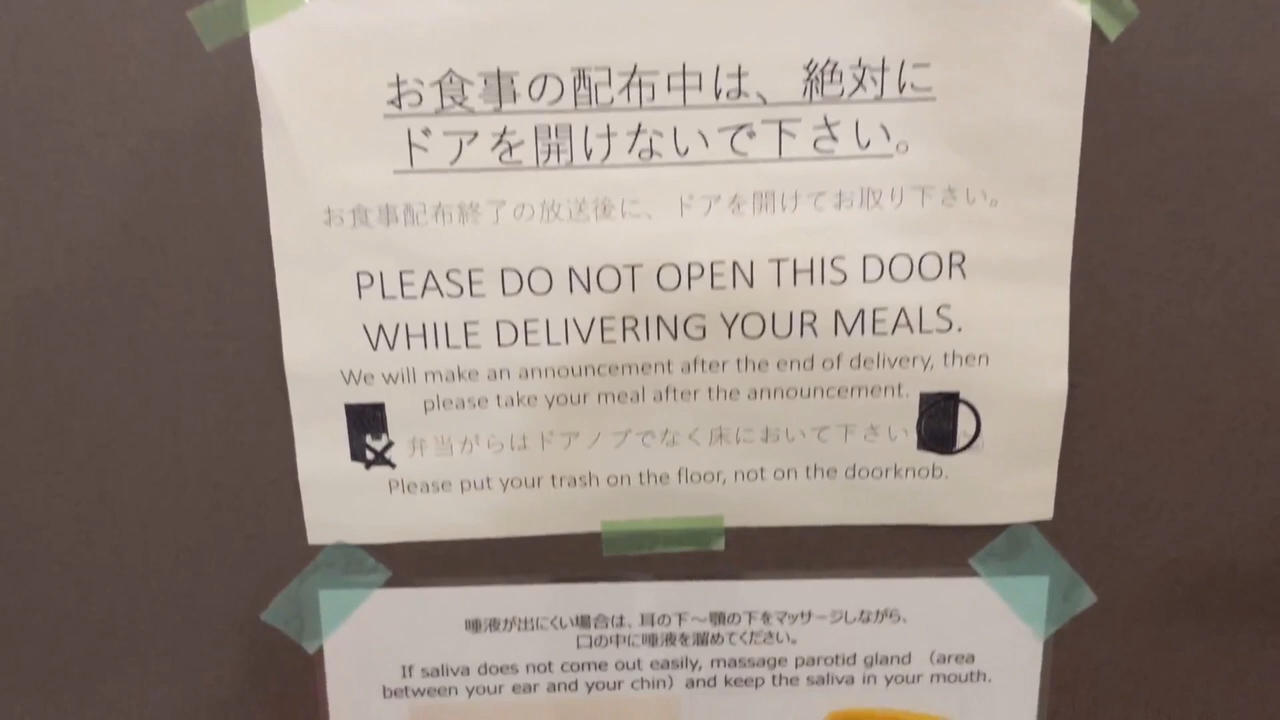 お食事の配布中は、絶対に
ドアを開けないで下さい。
お食事配布終了の放送後に、ドアを開けてお取り下さい。
PLEASE DO NOT OPEN THIS DOOR
WHILE DELIVERING YOUR MEALS.
We will make an announcement after the end of delivery, then
please take your meal after the announcement.
弁当がらはドアノブでなく床において下さい
Please put your trash on the floor, not on the doorknob.
唾液が出にくい場合は、耳の下～顎の下をマッサージしながら、
口の中に唾液を溜めてください。
If saliva does not come out easily, massage parotid gland （area
between your ear and your chin）and keep the saliva in your mouth.